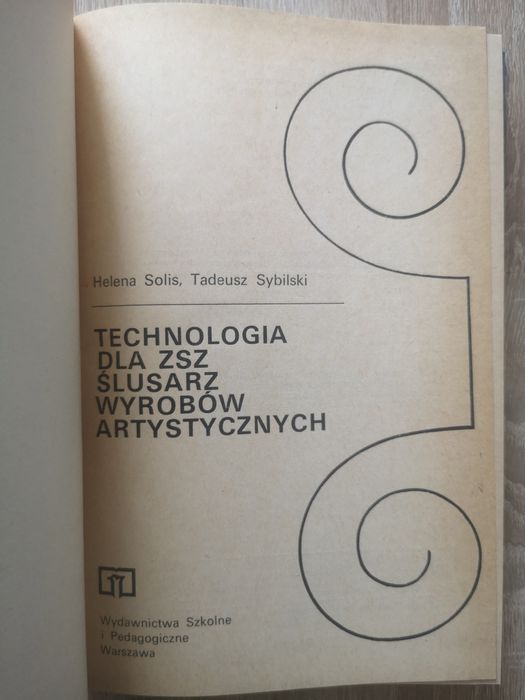 Helena Solis, Tadeusz Sybilski
TECHNOLOGIA
DLA ZSZ
ŚLUSARZ
WYROBÓW
ARTYSTYCZNYCH
Wydawnictwa Szkolne
i Pedagogiczne
Warszawa